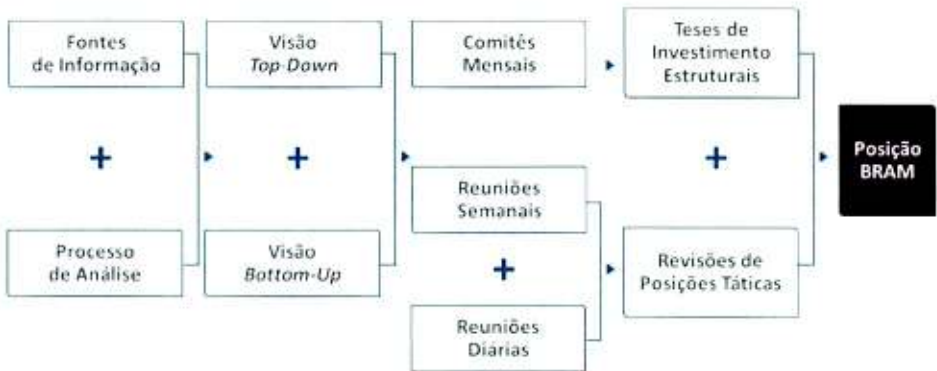 Fontes
de Informação
Visão
Top-Down
Comitês
Mensais
Teses de
Investimento
Estruturais
+
+
+
Posição
BRAM
Reuniões
Semanais
Processo
de Análise
Visão
Bottom-Up
+
Revisões de
Posições Táticas
Reuniões
Diárias